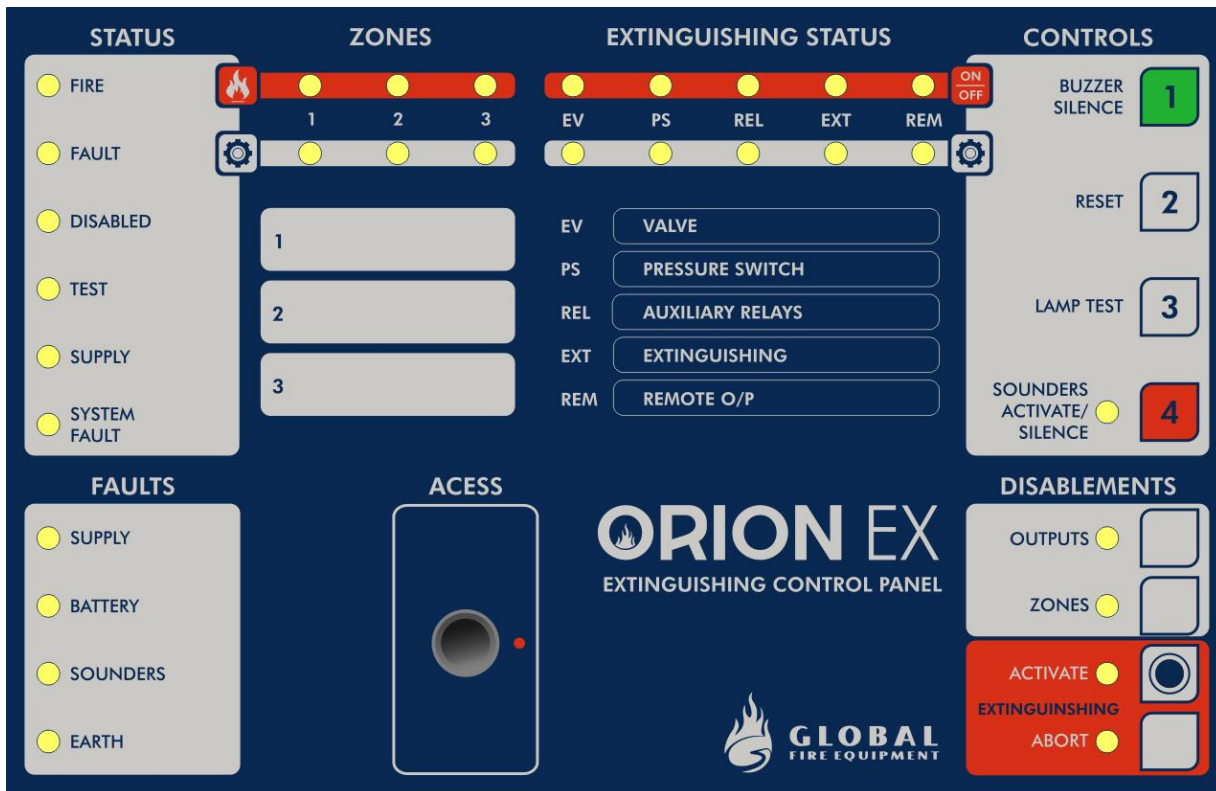 STATUS
FIRE
FAULT
DISABLED
TEST
SUPPLY
SYSTEM
FAULT
ZONES
1 2 3
1
2
3
EXTINGUISHING STATUS
ON
OFF
EV PS REL EXT REM
EV VALVE
PS PRESSURE SWITCH
REL AUXILIARY RELAYS
EXT EXTINGUISHING
REM REMOTE O/P
CONTROLS
BUZZER
SILENCE
1
RESET 2
LAMP TEST 3
SOUNDERS
ACTIVATE/
SILENCE
4
FAULTS
SUPPLY
BATTERY
SOUNDERS
EARTH
ACESS
ORION EX
EXTINGUISHING CONTROL PANEL
GLOBAL
FIRE EQUIPMENT
DISABLEMENTS
OUTPUTS
ZONES
ACTIVATE
EXTINGUINSHING
ABORT